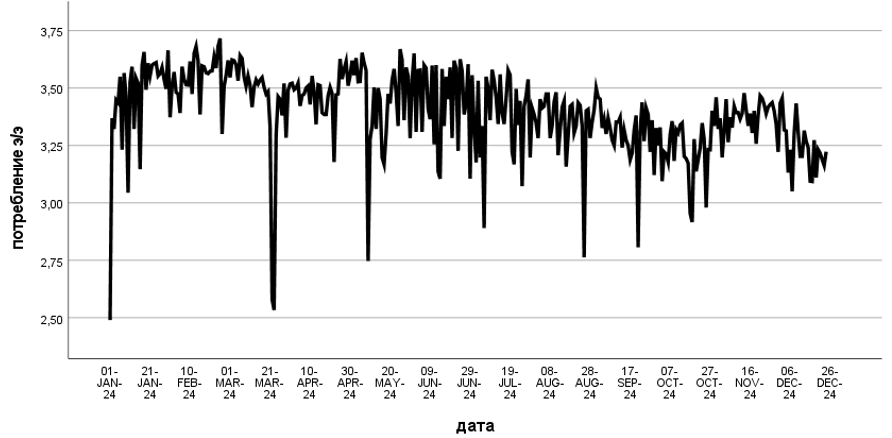 3,75
3,50
3,25
3,00
2,75
2,50
потребление э/э
01-
JAN-
24
21-
JAN-
24
10-
FEB-
24
01-
MAR-
24
21-
MAR-
24
10-
APR-
24
30-
APR-
24
20-
MAY-
24
09-
JUN-
24
29-
JUN-
24
19-
JUL-
24
08-
AUG-
24
28-
AUG-
24
17-
SEP-
24
07-
OCT-
24
27-
OCT-
24
16-
NOV-
24
06-
DEC-
24
26-
DEC-
24
дата